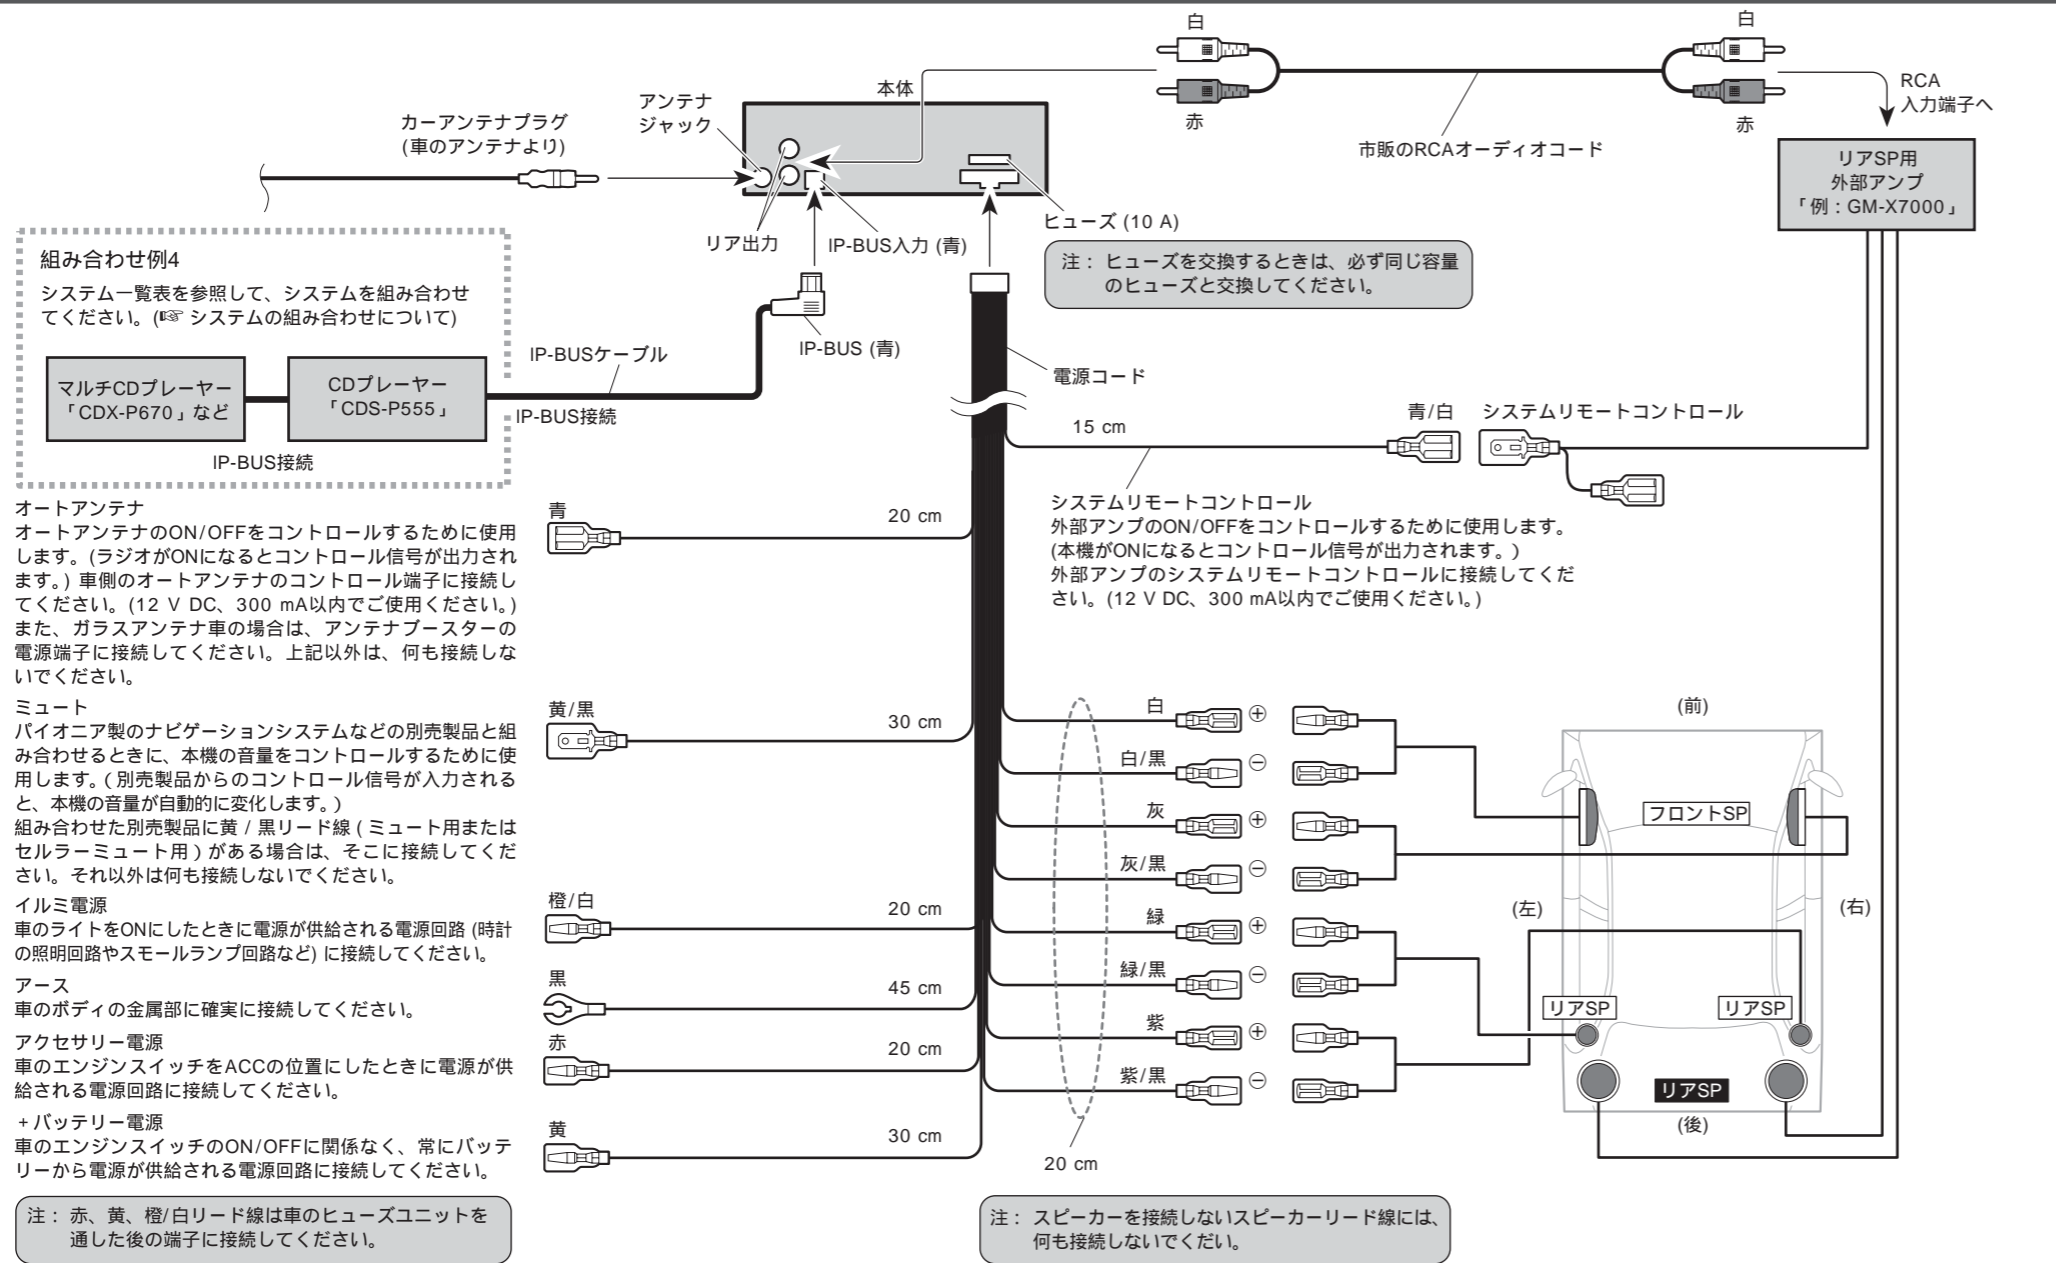 白
白
赤
赤
本体
アンテナ
ジャック
カーアンテナプラグ
(車のアンテナより)
RCA
入力端子へ
市販のRCAオーディオコード
リアSP用
外部アンプ
「例：GM-X7000」
リア出力
IP-BUS入力 (青)
ヒューズ (10 A)
注： ヒューズを交換するときは、必ず同じ容量
のヒューズと交換してください。
組み合わせ例4
システム一覧表を参照して、システムを組み合わせ
てください。(☞ システムの組み合わせについて)
マルチCDプレーヤー
「CDX-P670」など
CDプレーヤー
「CDS-P555」
IP-BUS接続
IP-BUSケーブル
IP-BUS接続
IP-BUS (青)
電源コード
15 cm
青/白
システムリモートコントロール
システムリモートコントロール
外部アンプのON/OFFをコントロールするために使用します。
(本機がONになるとコントロール信号が出力されます。)
外部アンプのシステムリモートコントロールに接続してくだ
さい。(12 V DC、300 mA以内でご使用ください。)
オートアンテナ
オートアンテナのON/OFFをコントロールするために使用
します。(ラジオがONになるとコントロール信号が出力され
ます。) 車側のオートアンテナのコントロール端子に接続し
てください。(12 V DC、300 mA以内でご使用ください。)
また、ガラスアンテナ車の場合は、アンテナブースターの
電源端子に接続してください。上記以外は、何も接続しな
いでください。
青
20 cm
ミュート
パイオニア製のナビゲーションシステムなどの別売製品と組
み合わせるときに、本機の音量をコントロールするために使
用します。(別売製品からのコントロール信号が入力される
と、本機の音量が自動的に変化します。)
組み合わせた別売製品に黄 / 黒リード線 (ミュート用または
セルラーミュート用) がある場合は、そこに接続してくだ
さい。それ以外は何も接続しないでください。
黄/黒
30 cm
イルミ電源
車のライトをONにしたときに電源が供給される電源回路 (時計
の照明回路やスモールランプ回路など) に接続してください。
橙/白
20 cm
アース
車のボディの金属部に確実に接続してください。
黒
45 cm
アクセサリー電源
車のエンジンスイッチをACCの位置にしたときに電源が供
給される電源回路に接続してください。
赤
20 cm
+バッテリー電源
車のエンジンスイッチのON/OFFに関係なく、常にバッテ
リーから電源が供給される電源回路に接続してください。
黄
30 cm
注： 赤、黄、橙/白リード線は車のヒューズユニットを
通した後の端子に接続してください。
白 ⊕
白/黒 ⊖
灰 ⊕
灰/黒 ⊖
緑 ⊕
緑/黒 ⊖
紫 ⊕
紫/黒 ⊖
20 cm
(前)
フロントSP
(左)
(右)
リアSP
リアSP
リアSP
(後)
注： スピーカーを接続しないスピーカーリード線には、
何も接続しないでくだい。